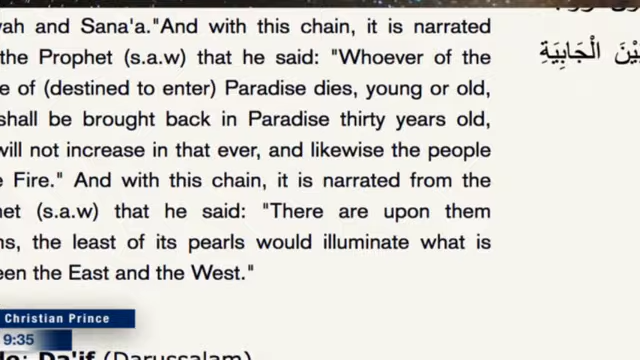 yah and Sana'a."And with this chain, it is narrated
the Prophet (s.a.w) that he said: "Whoever of the
e of (destined to enter) Paradise dies, young or old,
shall be brought back in Paradise thirty years old,
will not increase in that ever, and likewise the people
e Fire." And with this chain, it is narrated from the
het (s.a.w) that he said: "There are upon them
ns, the least of its pearls would illuminate what is
een the East and the West."
بَيْنَ الْجَابِيَةِ
Christian Prince
9:35
Da'if (Darussalam)